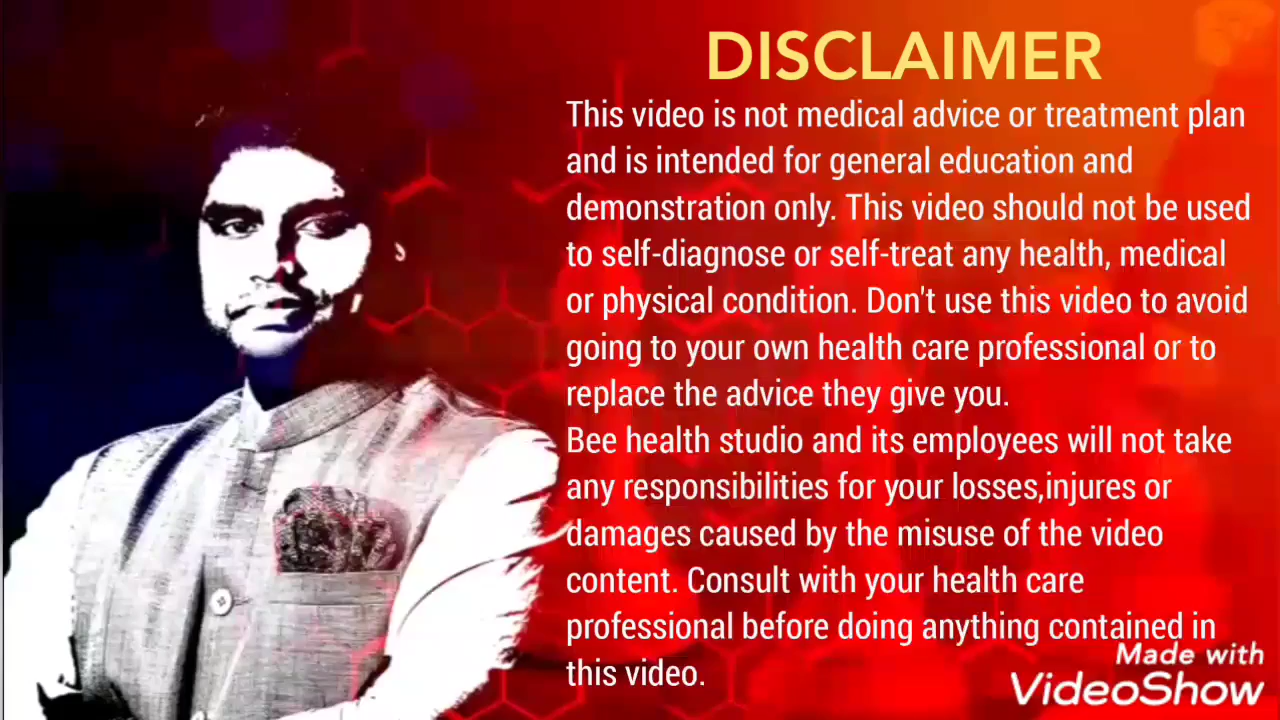 DISCLAIMER
This video is not medical advice or treatment plan
and is intended for general education and
demonstration only. This video should not be used
to self-diagnose or self-treat any health, medical
or physical condition. Don't use this video to avoid
going to your own health care professional or to
replace the advice they give you.
Bee health studio and its employees will not take
any responsibilities for your losses,injures or
damages caused by the misuse of the video
content. Consult with your health care
professional before doing anything contained in
this video.
Made with
VideoShow